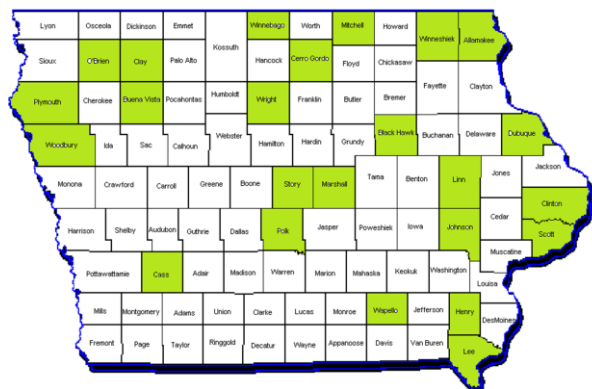 Lyon Osceola Dickinson Emmet Winnebago Worth Mitchell Howard Winneshiek Allamakee
Kossuth
Sioux O'Brien Clay Palo Alto Hancock Cerro Gordo Floyd Chickasaw
Fayette Clayton
Plymouth Cherokee Buena Vista Pocahontas Humboldt Wright Franklin Butler Bremer
Woodbury Ida Sac Calhoun Webster Hamilton Hardin Grundy Black Hawk Buchanan Delaware Dubuque
Monona Crawford Carroll Greene Boone Story Marshall Tama Benton Linn Jones Jackson
Clinton
Harrison Shelby Audubon Guthrie Dallas Polk Jasper Poweshiek Iowa Johnson Cedar Scott
Muscatine
Pottawattamie Cass Adair Madison Warren Marion Mahaska Keokuk Washington Louisa
Mills Montgomery Adams Union Clarke Lucas Monroe Wapello Jefferson Henry DesMoines
Fremont Page Taylor Ringgold Decatur Wayne Appanoose Davis Van Buren Lee